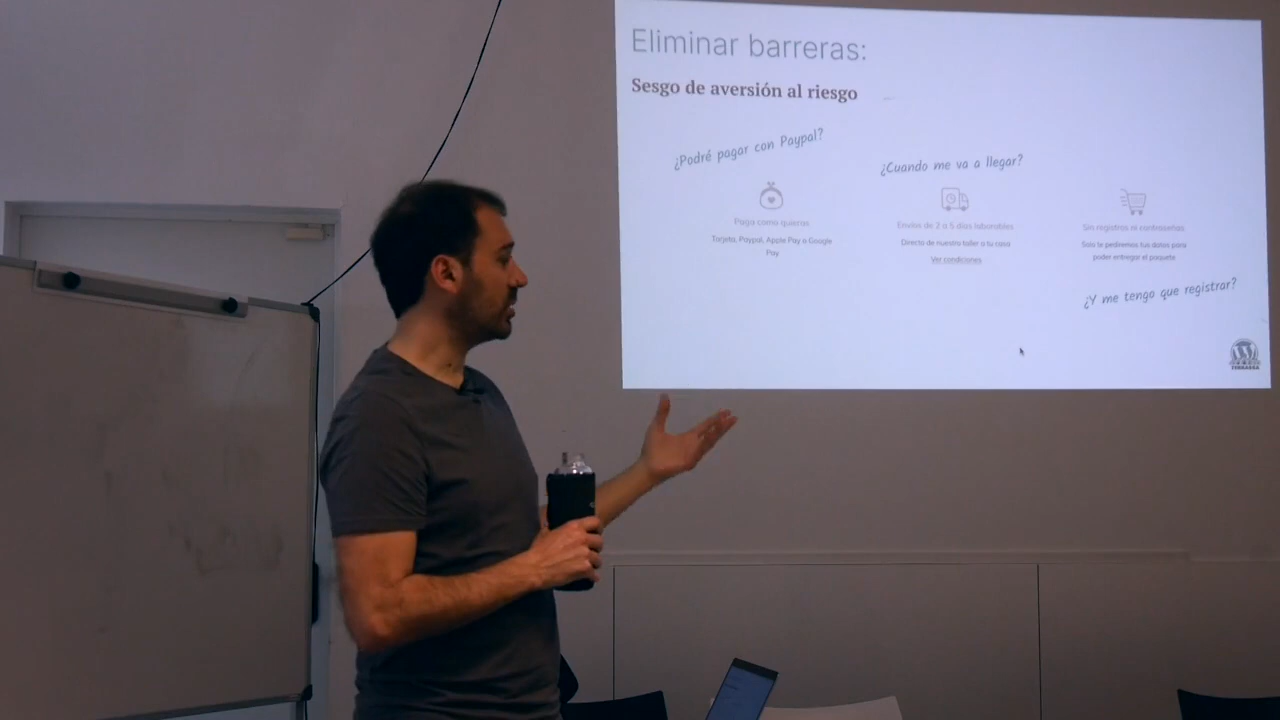 Eliminar barreras:
Sesgo de aversión al riesgo
¿Podré pagar con Paypal?
¿Cuando me va a llegar?
Paga como quieras
Tarjeta, Paypal, Apple Pay o Google
Pay
Envíos de 2 a 5 días laborables
Directo de nuestro taller a tu casa
Ver condiciones
Sin registros ni contraseñas
Solo te pediremos tus datos para
poder entregar el paquete
¿Y me tengo que registrar?